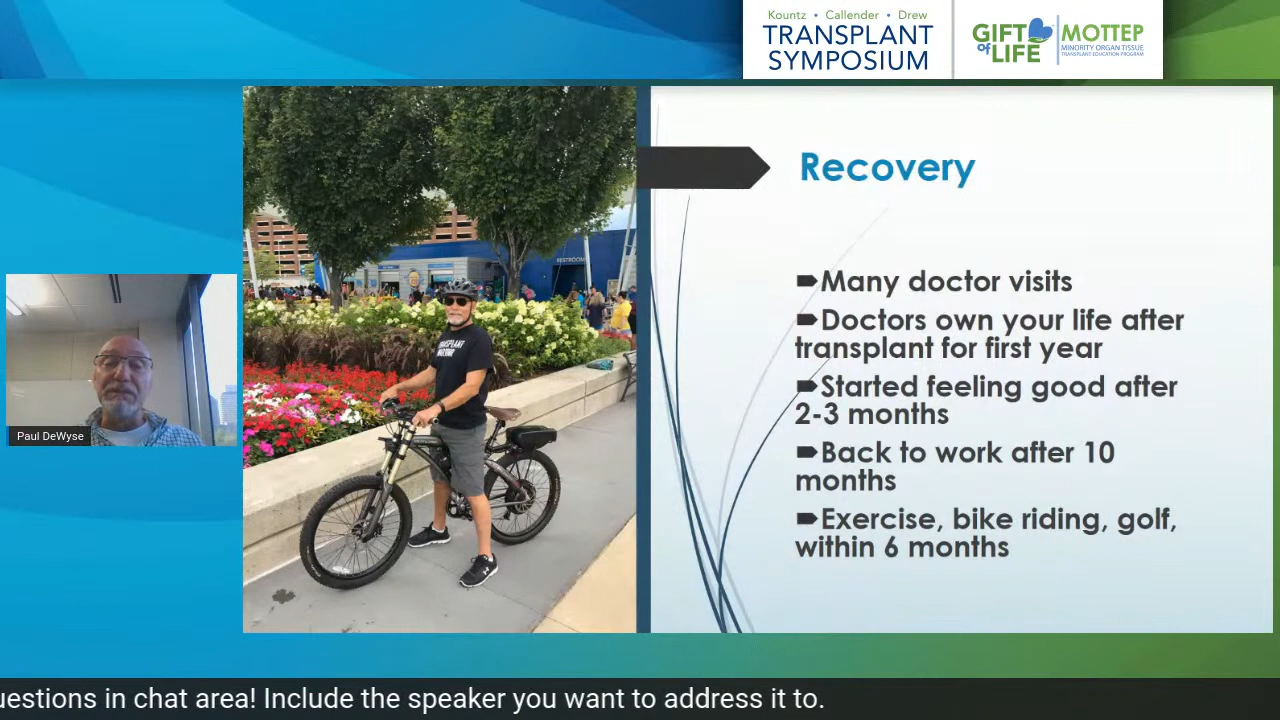 Kountz • Callender • Drew
TRANSPLANT
SYMPOSIUM
GIFT
of
LIFE
MOTTEP
MINORITY ORGAN TISSUE
TRANSPLANT EDUCATION PROGRAM
Recovery
Many doctor visits
Doctors own your life after
transplant for first year
Started feeling good after
2-3 months
Back to work after 10
months
Exercise, bike riding, golf,
within 6 months
RESTROOM
TRANSPLANT
WARRIOR
Paul DeWyse
uestions in chat area! Include the speaker you want to address it to.